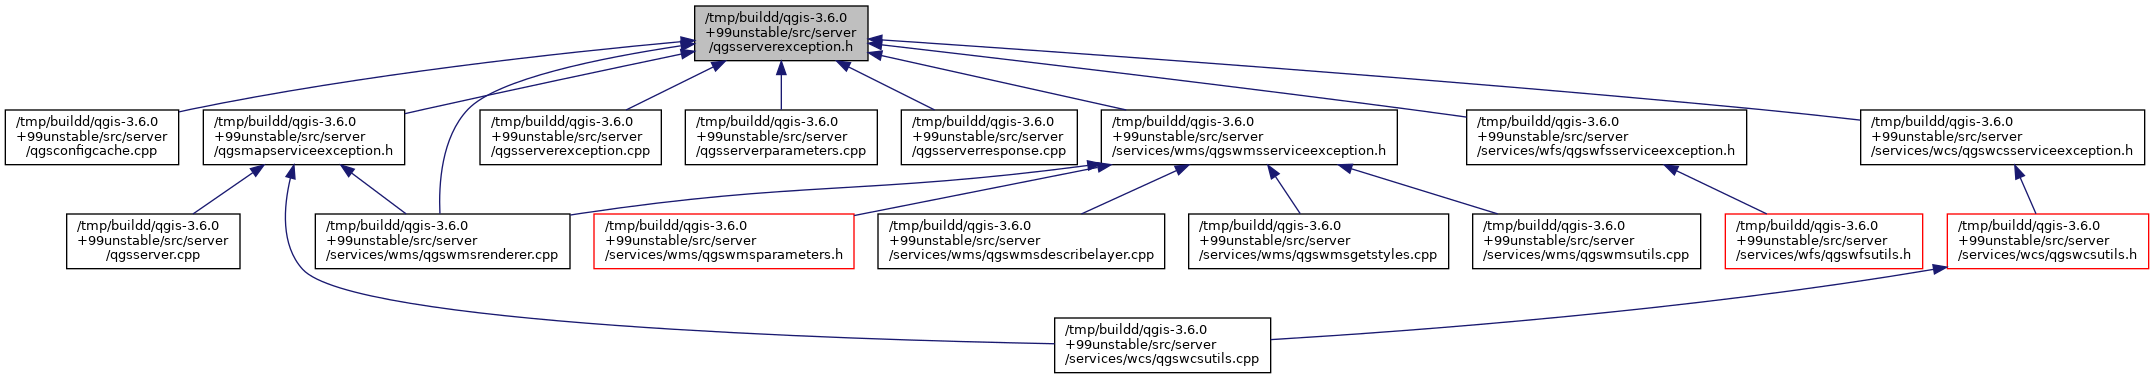 /tmp/buildd/qgis-3.6.0
+99unstable/src/server
/qgsserverexception.h
/tmp/buildd/qgis-3.6.0
+99unstable/src/server
/qgsconfigcache.cpp
/tmp/buildd/qgis-3.6.0
+99unstable/src/server
/qgsmapserviceexception.h
/tmp/buildd/qgis-3.6.0
+99unstable/src/server
/qgsserverexception.cpp
/tmp/buildd/qgis-3.6.0
+99unstable/src/server
/qgsserverparameters.cpp
/tmp/buildd/qgis-3.6.0
+99unstable/src/server
/qgsserverresponse.cpp
/tmp/buildd/qgis-3.6.0
+99unstable/src/server
/services/wms/qgswmsserviceexception.h
/tmp/buildd/qgis-3.6.0
+99unstable/src/server
/services/wfs/qgswfsserviceexception.h
/tmp/buildd/qgis-3.6.0
+99unstable/src/server
/services/wcs/qgswcsserviceexception.h
/tmp/buildd/qgis-3.6.0
+99unstable/src/server
/qgsserver.cpp
/tmp/buildd/qgis-3.6.0
+99unstable/src/server
/services/wms/qgswmsrenderer.cpp
/tmp/buildd/qgis-3.6.0
+99unstable/src/server
/services/wms/qgswmsparameters.h
/tmp/buildd/qgis-3.6.0
+99unstable/src/server
/services/wms/qgswmsdescribelayer.cpp
/tmp/buildd/qgis-3.6.0
+99unstable/src/server
/services/wms/qgswmsgetstyles.cpp
/tmp/buildd/qgis-3.6.0
+99unstable/src/server
/services/wms/qgswmsutils.cpp
/tmp/buildd/qgis-3.6.0
+99unstable/src/server
/services/wfs/qgswfsutils.h
/tmp/buildd/qgis-3.6.0
+99unstable/src/server
/services/wcs/qgswcsutils.h
/tmp/buildd/qgis-3.6.0
+99unstable/src/server
/services/wcs/qgswcsutils.cpp